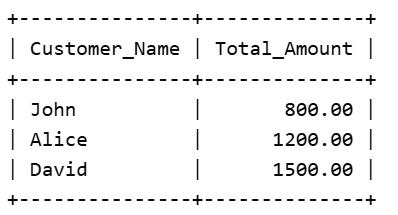 +---------------+--------------+
| Customer_Name | Total_Amount |
+---------------+--------------+
| John          |       800.00 |
| Alice         |      1200.00 |
| David         |      1500.00 |
+---------------+--------------+